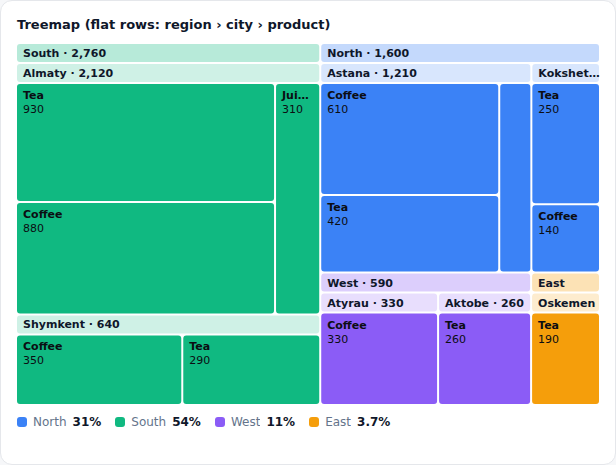 Treemap (flat rows: region › city › product)
South · 2,760
Almaty · 2,120
Tea
930
Jui…
310
Coffee
880
Shymkent · 640
Coffee
350
Tea
290
North · 1,600
Astana · 1,210
Kokshet…
Coffee
610
Tea
250
Tea
420
Coffee
140
West · 590
East
Atyrau · 330
Aktobe · 260
Oskemen
Coffee
330
Tea
260
Tea
190
North 31% South 54% West 11% East 3.7%